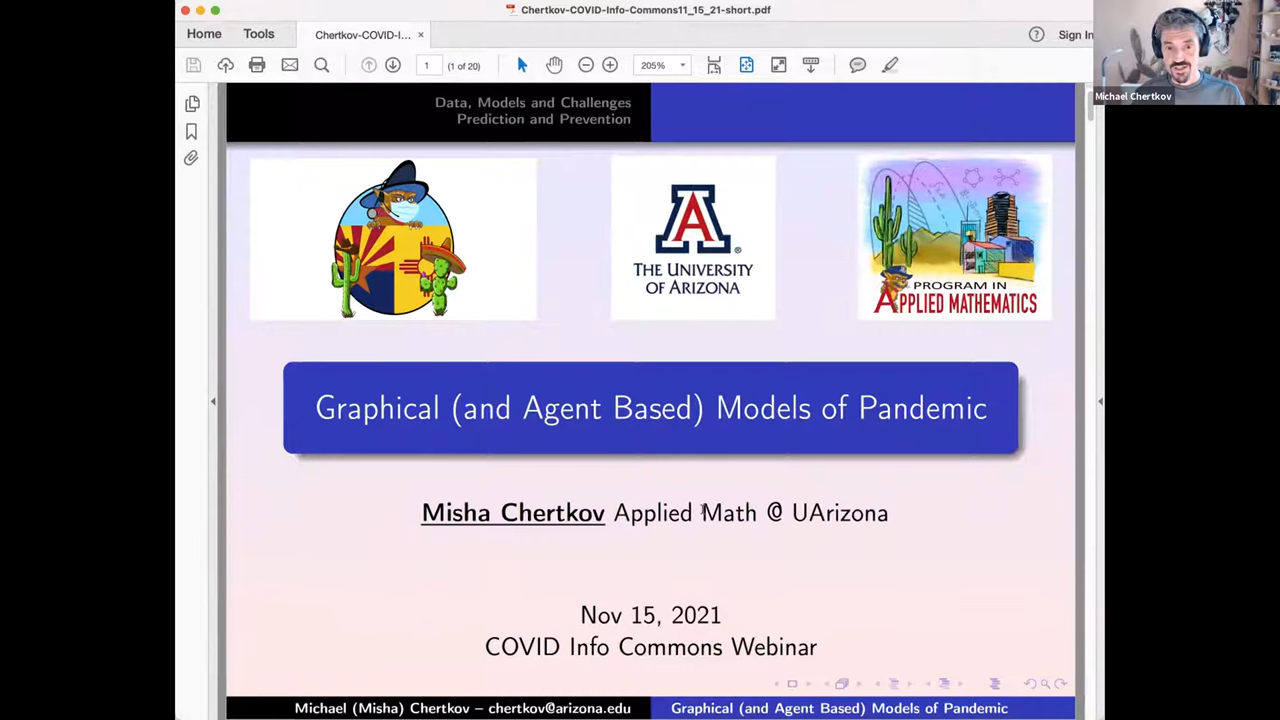 Chertkov-COVID-Info-Commons11_15_21-short.pdf
Home
Tools
Chertkov-COVID-I... ×
? Sign In
1 (1 of 20)
205%
Michael Chertkov
Data, Models and Challenges
Prediction and Prevention
A ®
THE UNIVERSITY
OF ARIZONA
PROGRAM IN
APPLIED MATHEMATICS
Graphical (and Agent Based) Models of Pandemic
Misha Chertkov Applied Math @ UArizona
Nov 15, 2021
COVID Info Commons Webinar
Michael (Misha) Chertkov – chertkov@arizona.edu
Graphical (and Agent Based) Models of Pandemic